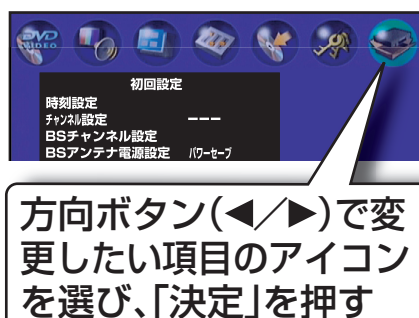 DVD
VIDEO
初回設定
時刻設定
チャンネル設定 ---
BSチャンネル設定
BSアンテナ電源設定 パワーセーブ
方向ボタン(◀/▶)で変
更したい項目のアイコン
を選び、「決定」を押す